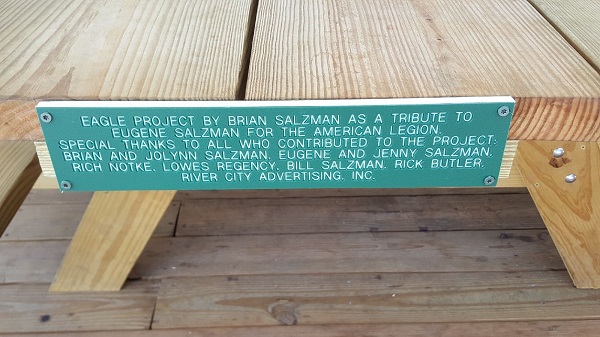 EAGLE PROJECT BY BRIAN SALZMAN AS A TRIBUTE TO
EUGENE SALZMAN FOR THE AMERICAN LEGION.
SPECIAL THANKS TO ALL WHO CONTRIBUTED TO THE PROJECT:
BRIAN AND JOLYNN SALZMAN. EUGENE AND JENNY SALZMAN.
RICH NOTKE. LOWES REGENCY. BILL SALZMAN. RICK BUTLER.
RIVER CITY ADVERTISING, INC.